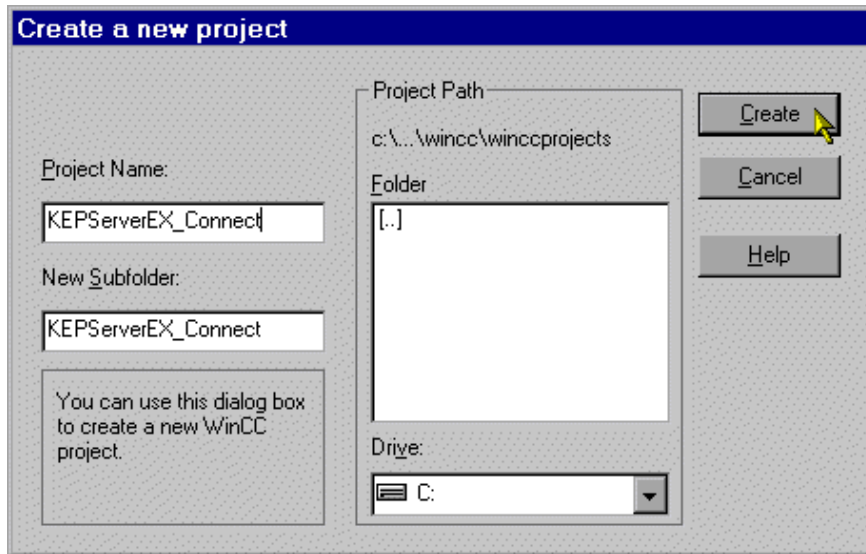 Create a new project
Project Name:
KEPServerEX_Connect
New Subfolder:
KEPServerEX_Connect
You can use this dialog box
to create a new WinCC
project.
Project Path
c:\...\wincc\winccprojects
Folder
[..]
Drive:
C:
Create
Cancel
Help